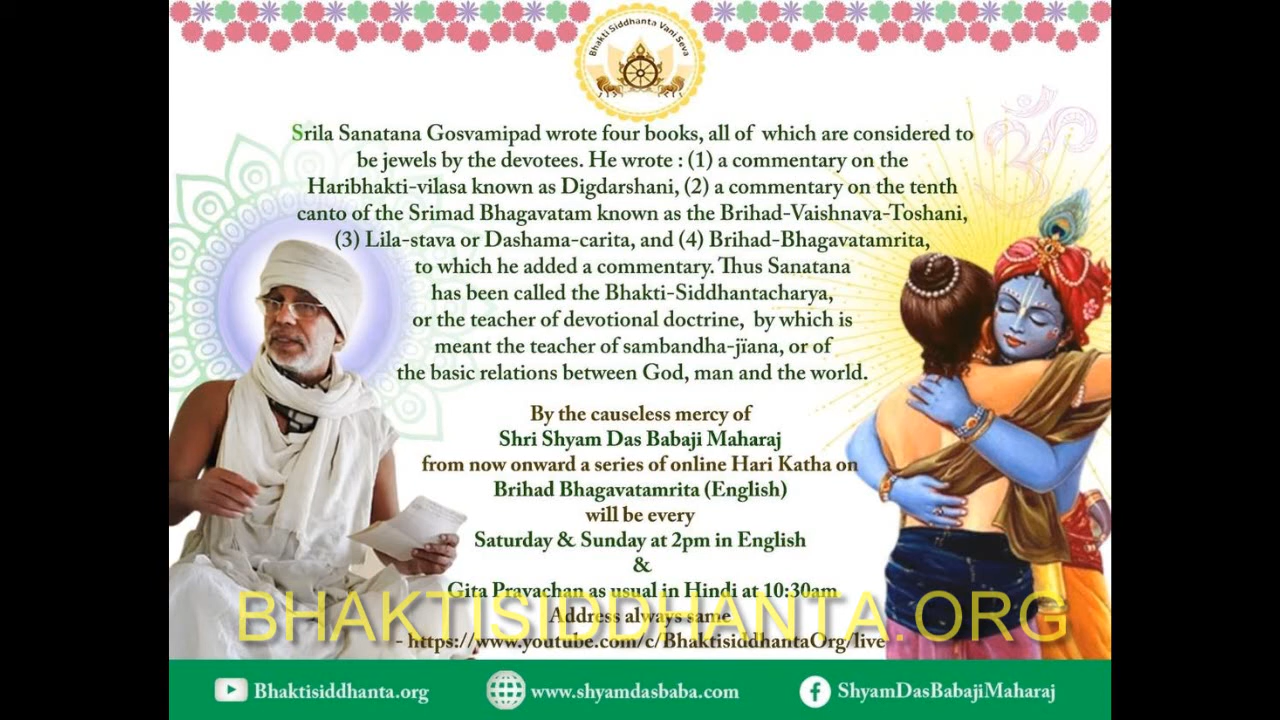 Bhakti Siddhanta Vani Seva
Srila Sanatana Gosvamipad wrote four books, all of which are considered to
be jewels by the devotees. He wrote : (1) a commentary on the
Haribhakti-vilasa known as Digdarshani, (2) a commentary on the tenth
canto of the Srimad Bhagavatam known as the Brihad-Vaishnava-Toshani,
(3) Lila-stava or Dashama-carita, and (4) Brihad-Bhagavatamrita,
to which he added a commentary. Thus Sanatana
has been called the Bhakti-Siddhantacharya,
or the teacher of devotional doctrine, by which is
meant the teacher of sambandha-jïana, or of
the basic relations between God, man and the world.
By the causeless mercy of
Shri Shyam Das Babaji Maharaj
from now onward a series of online Hari Katha on
Brihad Bhagavatamrita (English)
will be every
Saturday & Sunday at 2pm in English
&
Gita Pravachan as usual in Hindi at 10:30am
BHAKTISIDDHANTA.ORG
Address always same
- https://www.youtube.com/c/BhaktisiddhantaOrg/live-
Bhaktisiddhanta.org
www.shyamdasbaba.com
ShyamDasBabajiMaharaj
ॐ